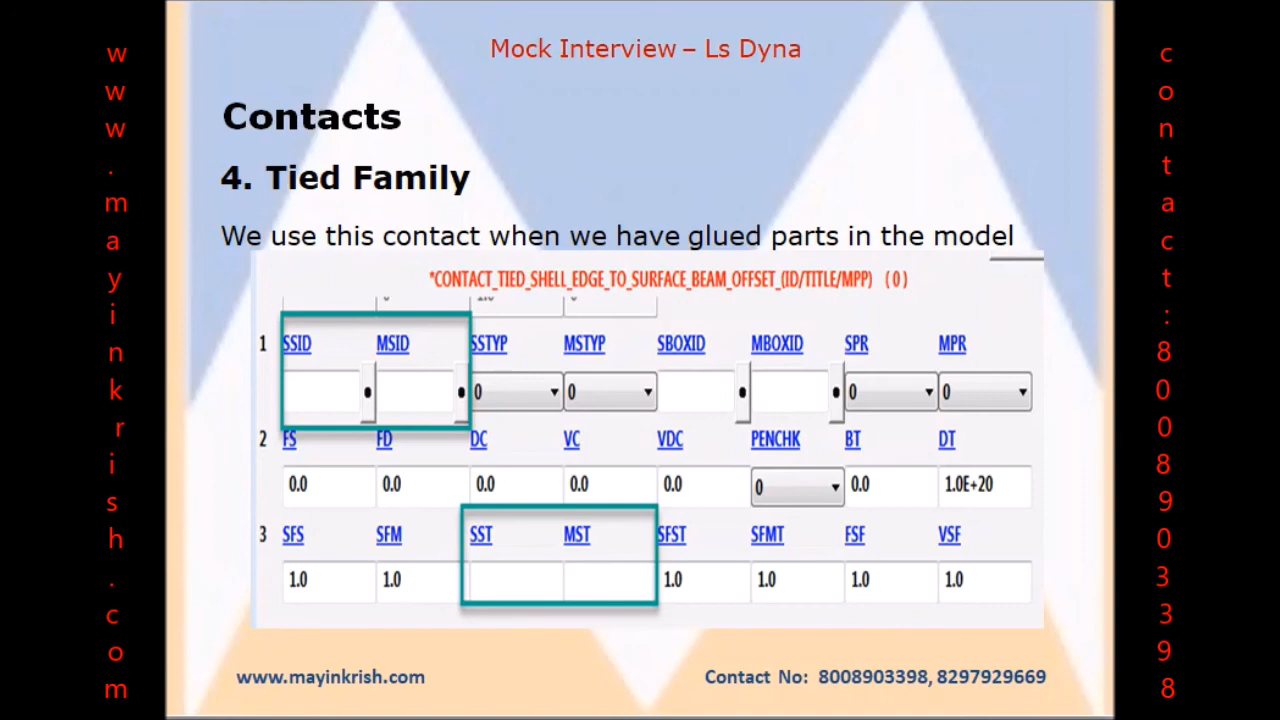 Mock Interview – Ls Dyna
www.mayinkrish.com
contact:8008903398
Contacts
4. Tied Family
We use this contact when we have glued parts in the model
*CONTACT_TIED_SHELL_EDGE_TO_SURFACE_BEAM_OFFSET_(ID/TITLE/MPP) (0)
1 SSID MSID SSTYP MSTYP SBOXID MBOXID SPR MPR
0 0 0 0
2 FS FD DC VC VDC PENCHK BT DT
0.0 0.0 0.0 0.0 0.0 0 0.0 1.0E+20
3 SFS SFM SST MST SFST SFMT FSF VSF
1.0 1.0 1.0 1.0 1.0 1.0
www.mayinkrish.com Contact No: 8008903398, 8297929669